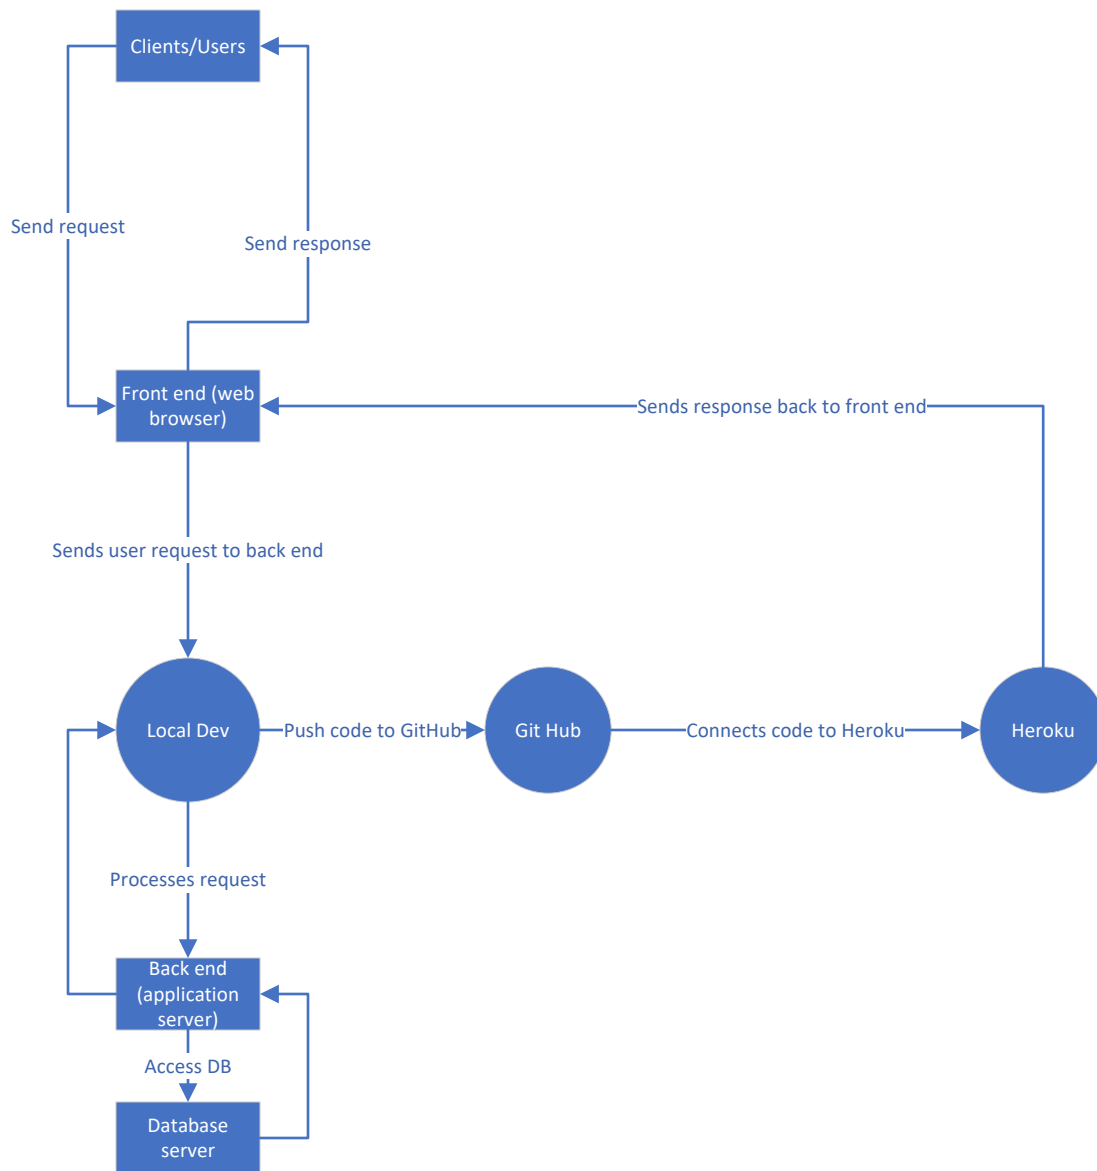 Clients/Users
Send request
Send response
Front end (web
browser)
Sends response back to front end
Sends user request to back end
Local Dev
Push code to GitHub
Git Hub
Connects code to Heroku
Heroku
Processes request
Back end
(application
server)
Access DB
Database
server